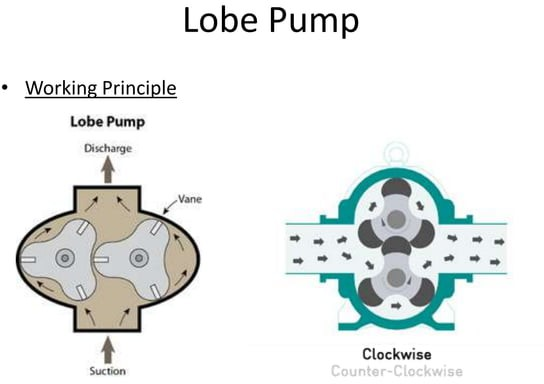 Lobe Pump
• Working Principle
Lobe Pump
Discharge
Vane
Suction
Clockwise
Counter-Clockwise